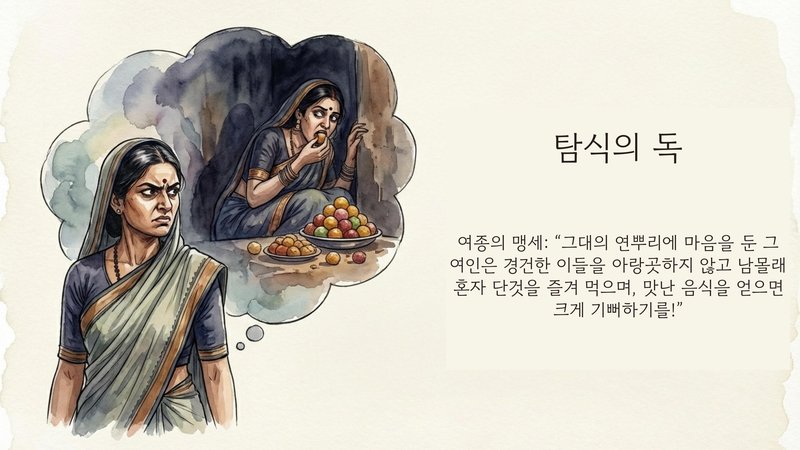 탐식의 독
여종의 맹세: “그대의 연뿌리에 마음을 둔 그
여인은 경건한 이들을 아랑곳하지 않고 남몰래
혼자 단것을 즐겨 먹으며, 맛난 음식을 얻으면
크게 기뻐하기를!”